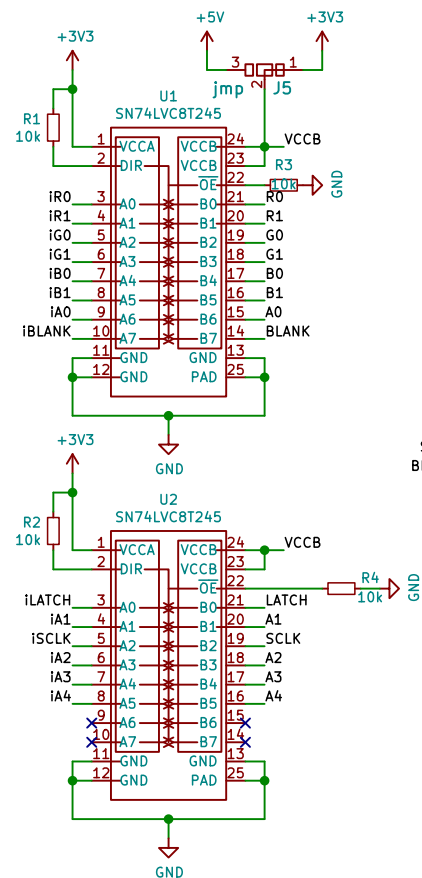 +5V
+3V3
+3V3
3
1
2
jmp
J5
U1
SN74LVC8T245
R1
10k
1
VCCA
VCCB
24
VCCB
2
DIR
VCCB
23
R3
OE
22
10k
GND
iR0
3
A0
B0
21
R0
iR1
4
A1
B1
20
R1
iG0
5
A2
B2
19
G0
iG1
6
A3
B3
18
G1
iB0
7
A4
B4
17
B0
iB1
8
A5
B5
16
B1
iA0
9
A6
B6
15
A0
iBLANK
10
A7
B7
14
BLANK
11
GND
GND
13
12
GND
PAD
25
GND
+3V3
U2
SN74LVC8T245
R2
10k
1
VCCA
VCCB
24
VCCB
2
DIR
VCCB
23
OE
22
R4
10k
GND
iLATCH
3
A0
B0
21
LATCH
iA1
4
A1
B1
20
A1
iSCLK
5
A2
B2
19
SCLK
iA2
6
A3
B3
18
A2
iA3
7
A4
B4
17
A3
iA4
8
A5
B5
16
A4
9
A6
B6
15
10
A7
B7
14
11
GND
GND
13
12
GND
PAD
25
GND